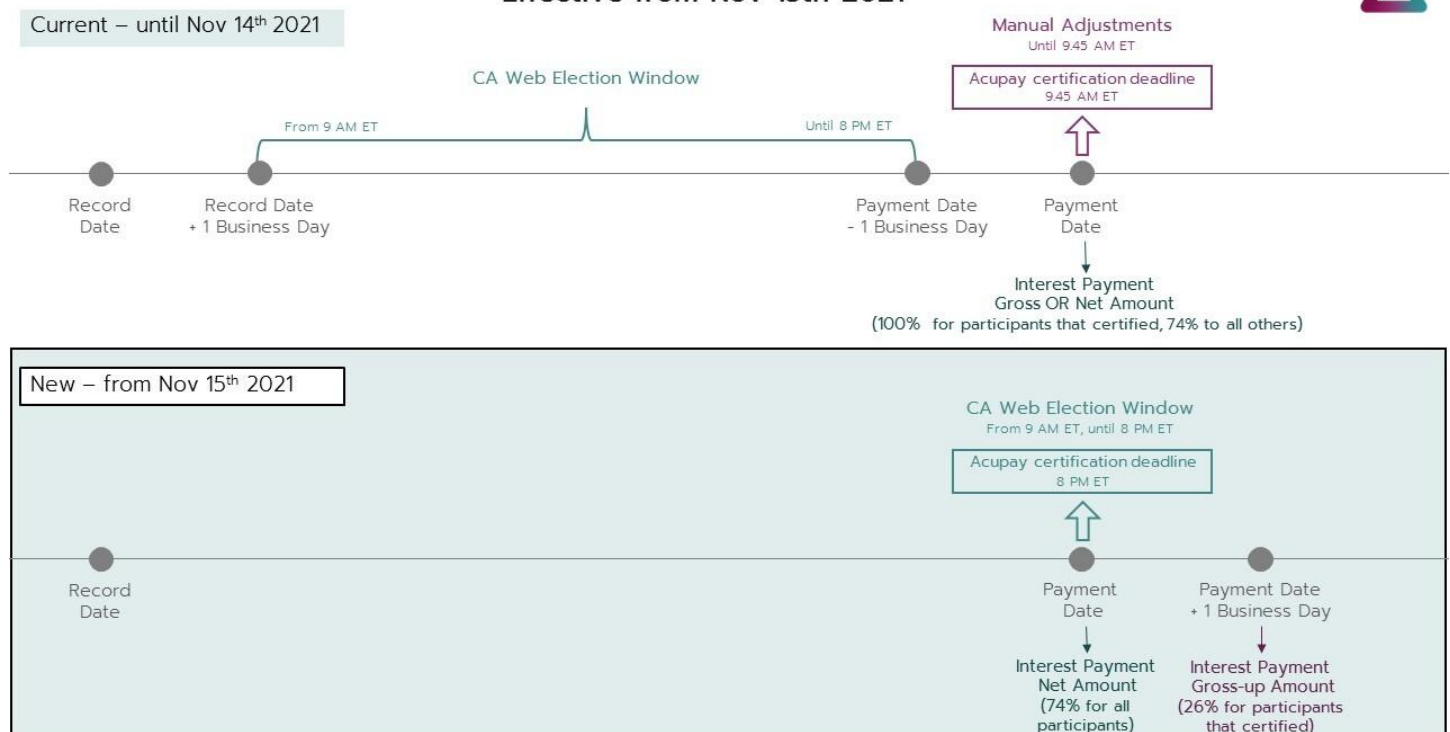 Effective from Nov 15th 2021
Current – until Nov 14th 2021
Manual Adjustments
Until 9.45 AM ET
CA Web Election Window
Acupay certification deadline
9.45 AM ET
From 9 AM ET
Until 8 PM ET
Record
Date
Record Date
+ 1 Business Day
Payment Date
- 1 Business Day
Payment
Date
Interest Payment
Gross OR Net Amount
(100% for participants that certified, 74% to all others)
New – from Nov 15th 2021
CA Web Election Window
From 9 AM ET, until 8 PM ET
Acupay certification deadline
8 PM ET
Record
Date
Payment
Date
Payment Date
+ 1 Business Day
Interest Payment
Net Amount
(74% for all
participants)
Interest Payment
Gross-up Amount
(26% for participants
that certified)